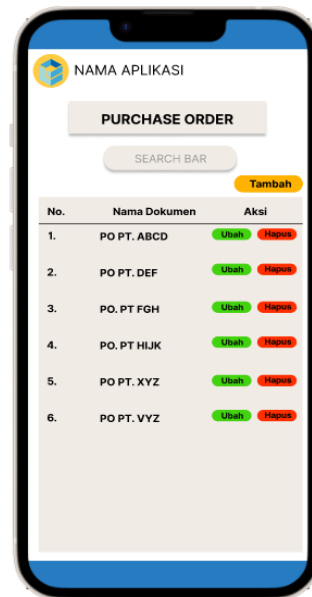 NAMA APLIKASI
PURCHASE ORDER
SEARCH BAR
Tambah
No. Nama Dokumen Aksi
1. PO PT. ABCD Ubah Hapus
2. PO PT. DEF Ubah Hapus
3. PO. PT FGH Ubah Hapus
4. PO. PT HIJK Ubah Hapus
5. PO PT. XYZ Ubah Hapus
6. PO PT. VYZ Ubah Hapus